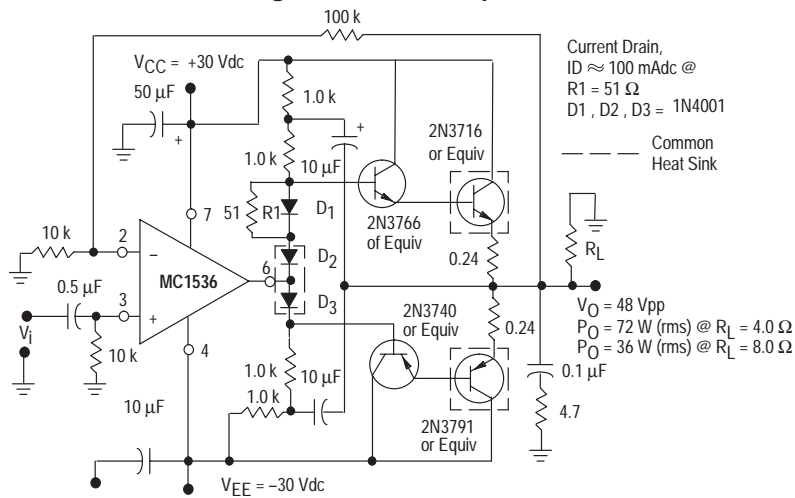 100 k
VCC = +30 Vdc
50 µF
+
1.0 k
+
1.0 k
10 µF
Current Drain,
ID ≈ 100 mAdc @
R1 = 51 Ω
D1 , D2 , D3 = 1N4001
Common
Heat Sink
2N3716
or Equiv
51
R1
D1
2N3766
of Equiv
7
10 k
2
−
MC1536
6
D2
D3
0.24
RL
0.5 µF
3
+
Vi
10 k
4
2N3740
or Equiv
0.24
VO = 48 Vpp
PO = 72 W (rms) @ RL = 4.0 Ω
PO = 36 W (rms) @ RL = 8.0 Ω
1.0 k
10 µF
1.0 k
0.1 µF
10 µF
2N3791
or Equiv
4.7
VEE = −30 Vdc